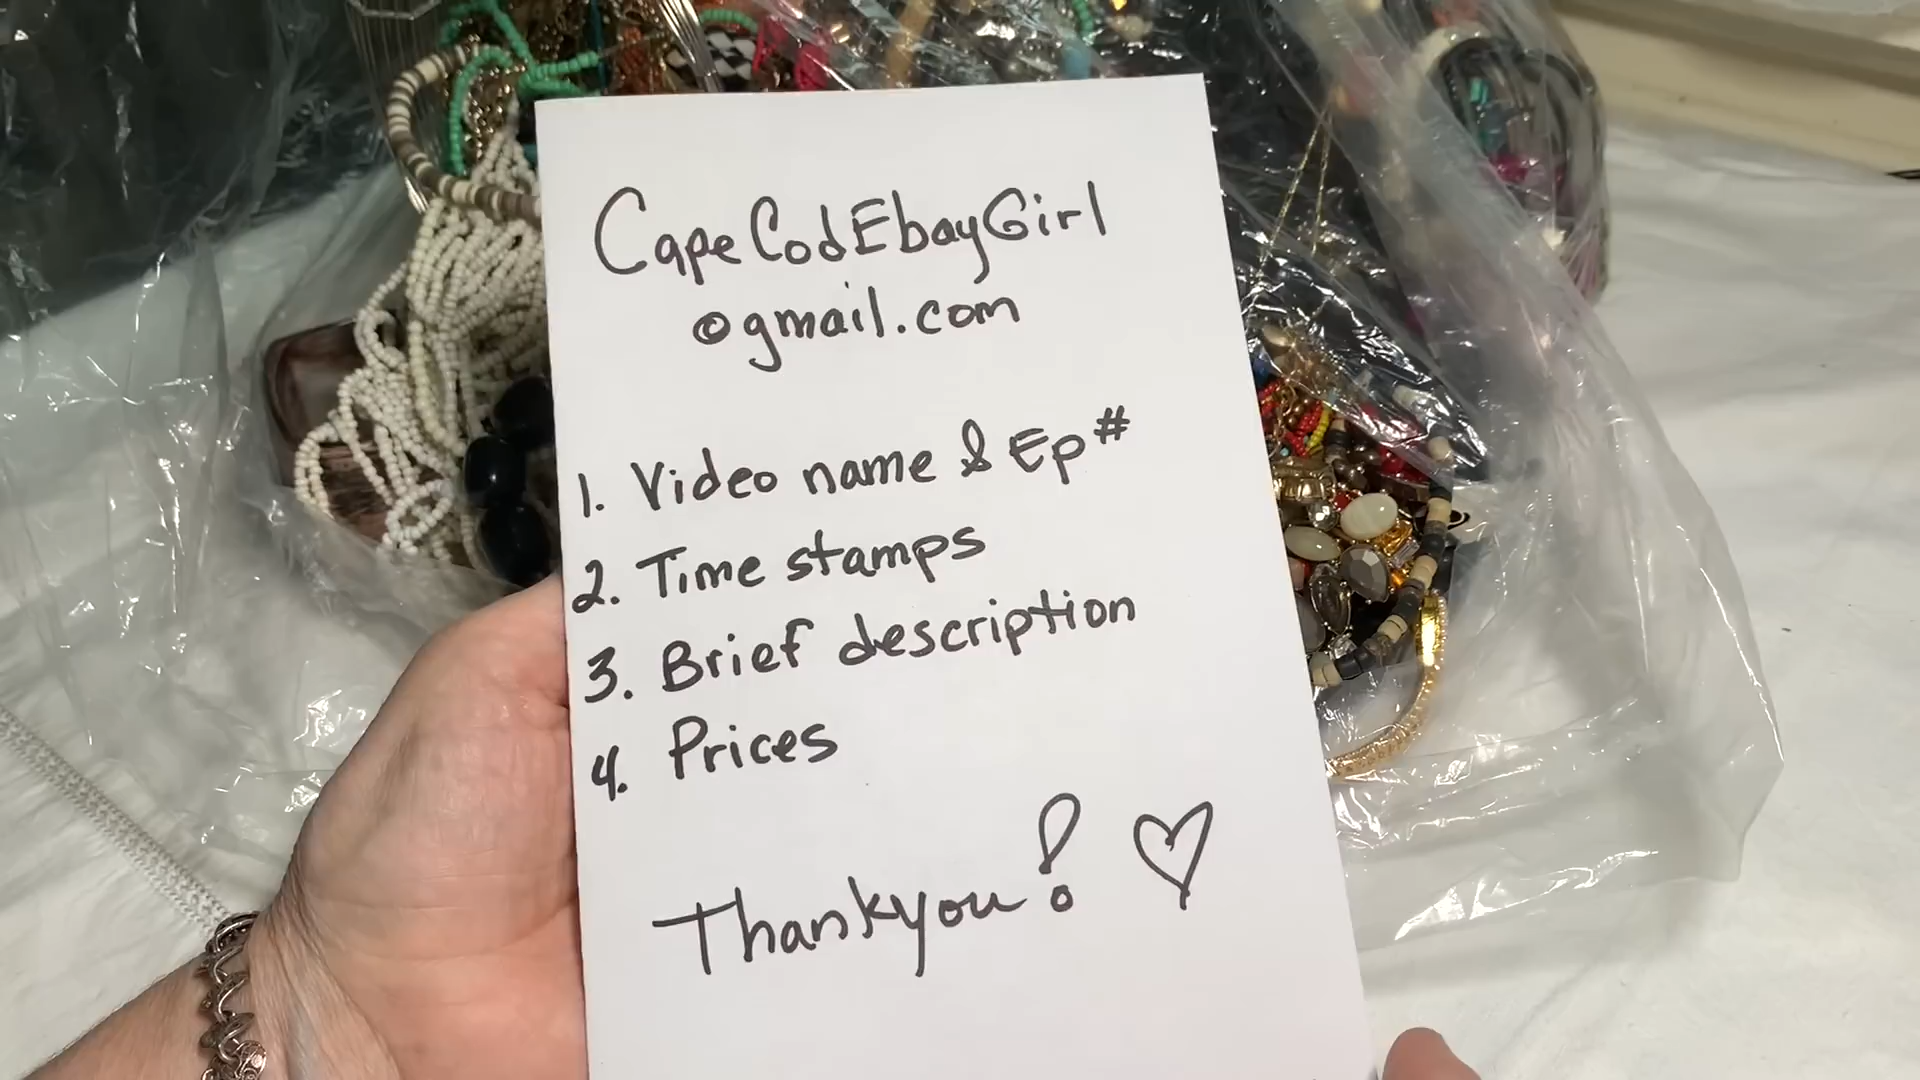 CapeCodEbayGirl
@gmail.com
1. Video name & Ep#
2. Time stamps
3. Brief description
4. Prices
Thankyou! ♡